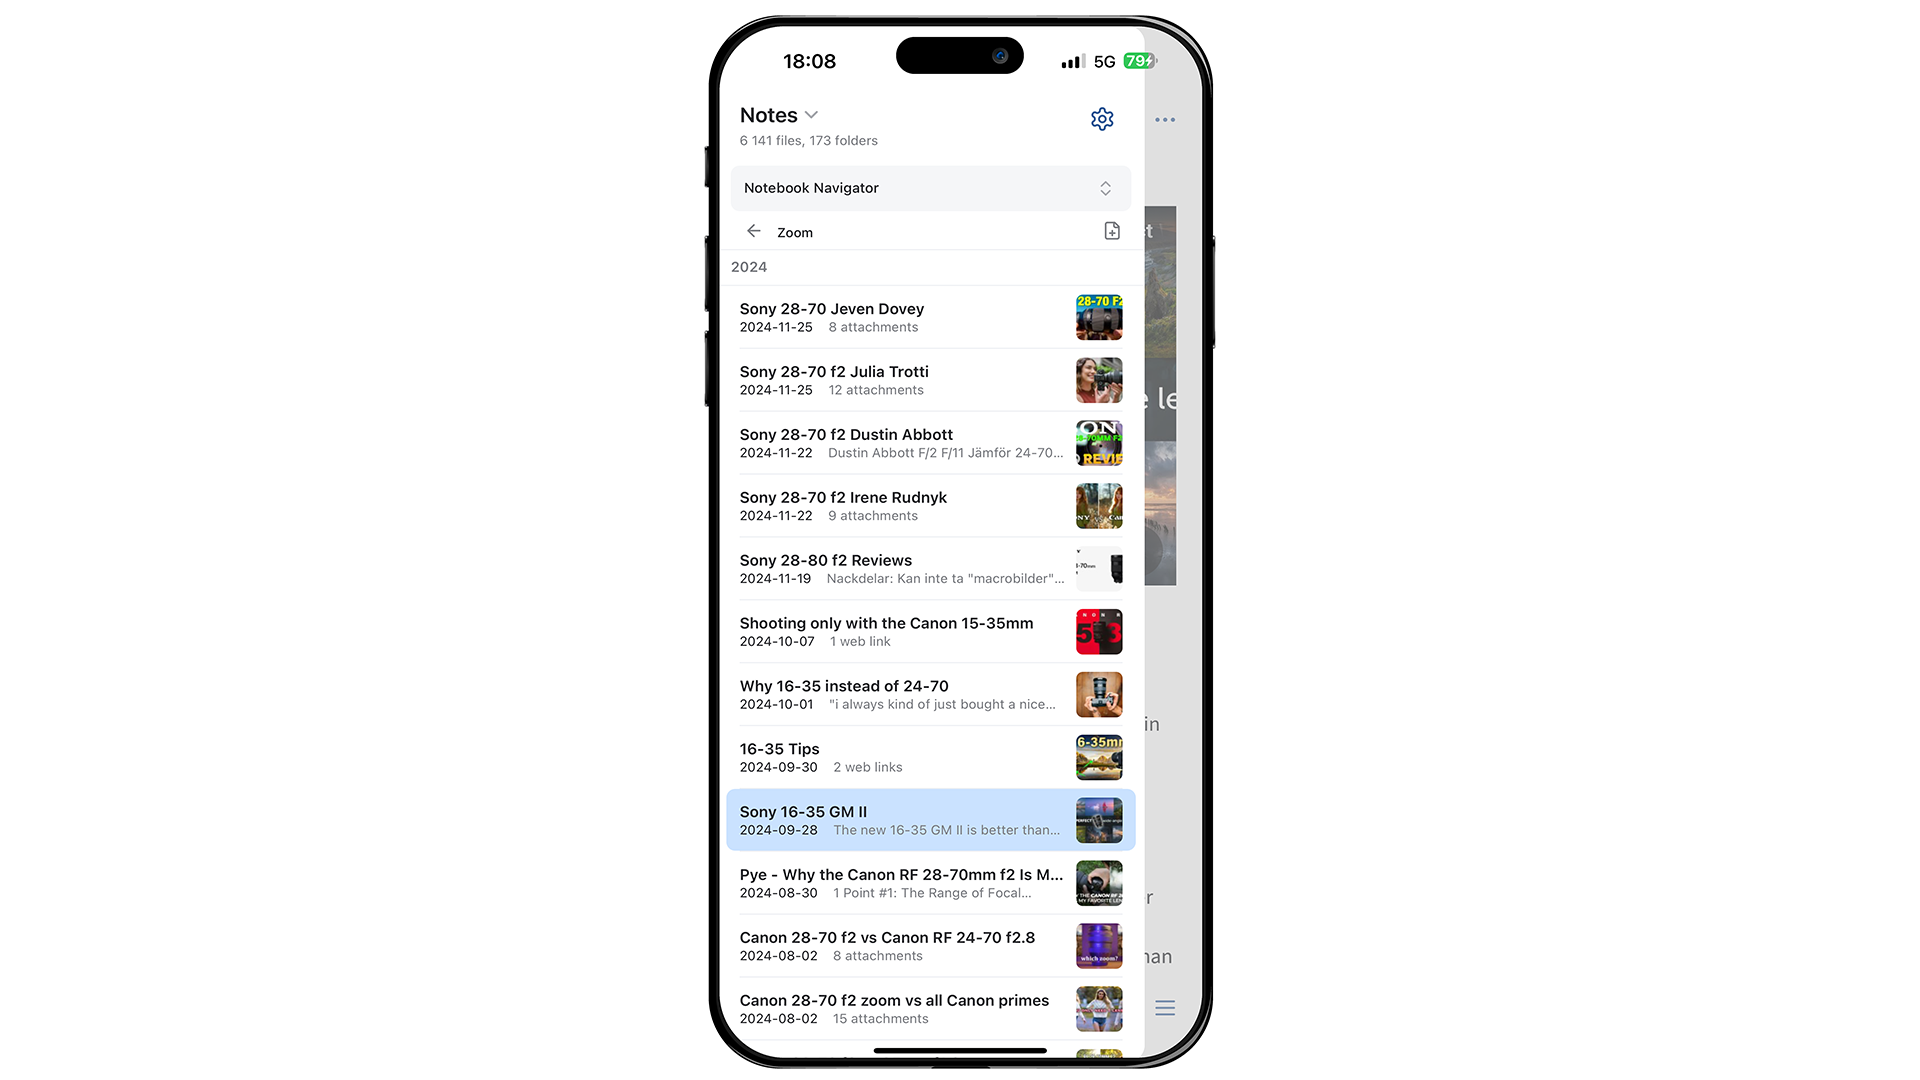 18:08
5G 79
Notes
6 141 files, 173 folders
Notebook Navigator
Zoom
2024
Sony 28-70 Jeven Dovey
2024-11-25 8 attachments
28-70 F2
Sony 28-70 f2 Julia Trotti
2024-11-25 12 attachments
Sony 28-70 f2 Dustin Abbott
2024-11-22 Dustin Abbott F/2 F/11 Jämför 24-70...
Sony 28-70 f2 Irene Rudnyk
2024-11-22 9 attachments
Sony 28-80 f2 Reviews
2024-11-19 Nackdelar: Kan inte ta "macrobilder"...
Shooting only with the Canon 15-35mm
2024-10-07 1 web link
Why 16-35 instead of 24-70
2024-10-01 "i always kind of just bought a nice...
in
16-35 Tips
2024-09-30 2 web links
Sony 16-35 GM II
2024-09-28 The new 16-35 GM II is better than...
Pye - Why the Canon RF 28-70mm f2 Is M...
2024-08-30 1 Point #1: The Range of Focal...
Canon 28-70 f2 vs Canon RF 24-70 f2.8
2024-08-02 8 attachments
which zoom?
Canon 28-70 f2 zoom vs all Canon primes
2024-08-02 15 attachments